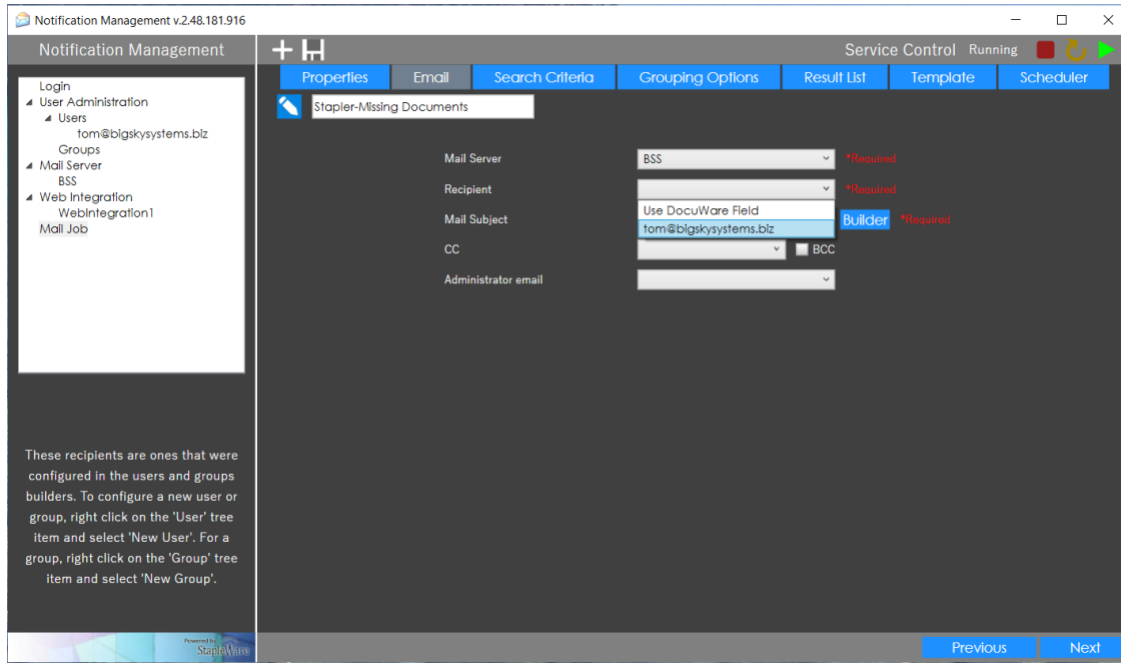 Notification Management v.2.48.181.916
Notification Management
Service Control Running
Login
User Administration
Users
tom@bigskysystems.biz
Groups
Mail Server
BSS
Web Integration
WebIntegration1
Mail Job
These recipients are ones that were
configured in the users and groups
builders. To configure a new user or
group, right click on the 'User' tree
item and select 'New User'. For a
group, right click on the 'Group' tree
item and select 'New Group'.
Powered by
StapleWare
Properties Email Search Criteria Grouping Options Result List Template Scheduler
Stapler-Missing Documents
Mail Server BSS *Required
Recipient *Required
Use DocuWare Field
tom@bigskysystems.biz
Mail Subject Builder *Required
CC BCC
Administrator email
Previous Next